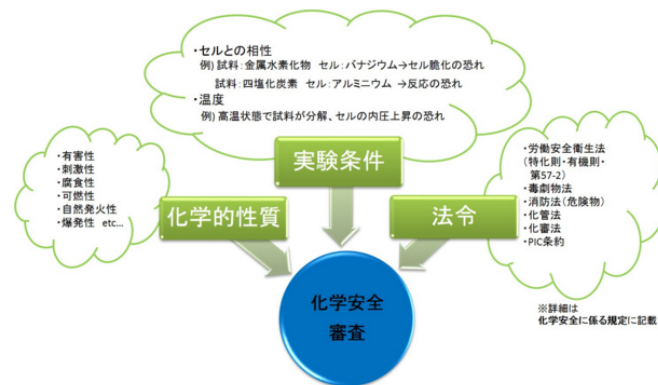 ・セルとの相性
例) 試料：金属水素化物 セル：バナジウム→セル脆化の恐れ
試料：四塩化炭素 セル：アルミニウム →反応の恐れ
・温度
例) 高温状態で試料が分解、セルの内圧上昇の恐れ
実験条件
・有害性
・刺激性
・腐食性
・可燃性
・自然発火性
・爆発性 etc...
化学的性質
・労働安全衛生法
(特化則・有機則・
第57-2)
・毒劇物法
・消防法(危険物)
・化管法
・化審法
・PIC条約
法令
化学安全
審査
※詳細は
化学安全に係る規定に記載